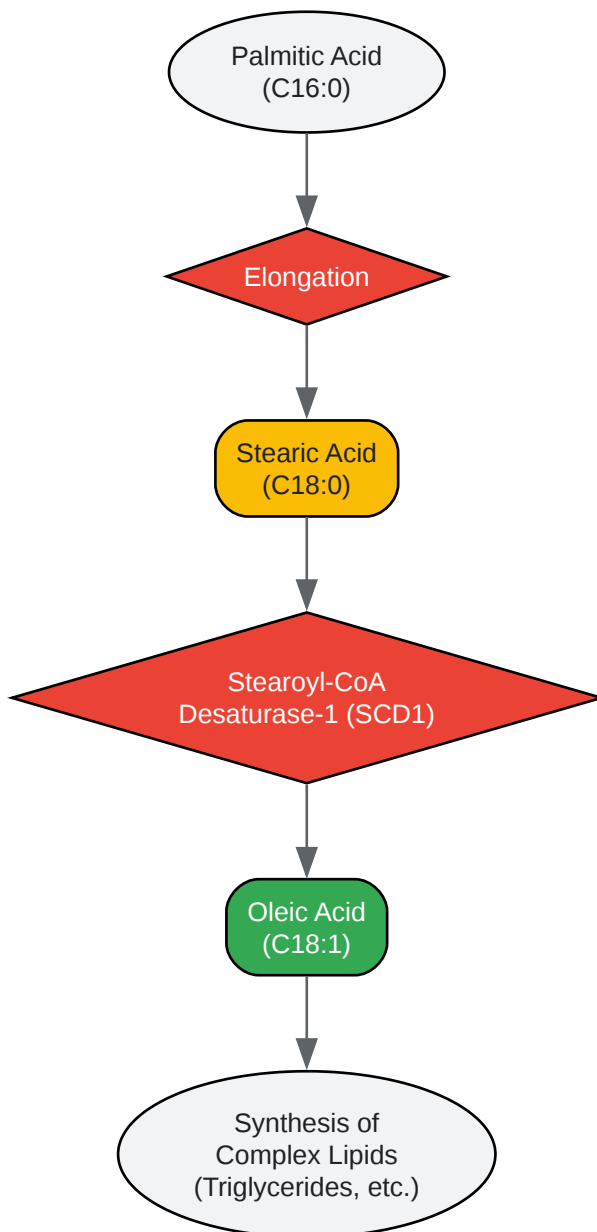 Palmitic Acid
(C16:0)
Elongation
Stearic Acid
(C18:0)
Stearoyl-CoA
Desaturase-1 (SCD1)
Oleic Acid
(C18:1)
Synthesis of
Complex Lipids
(Triglycerides, etc.)